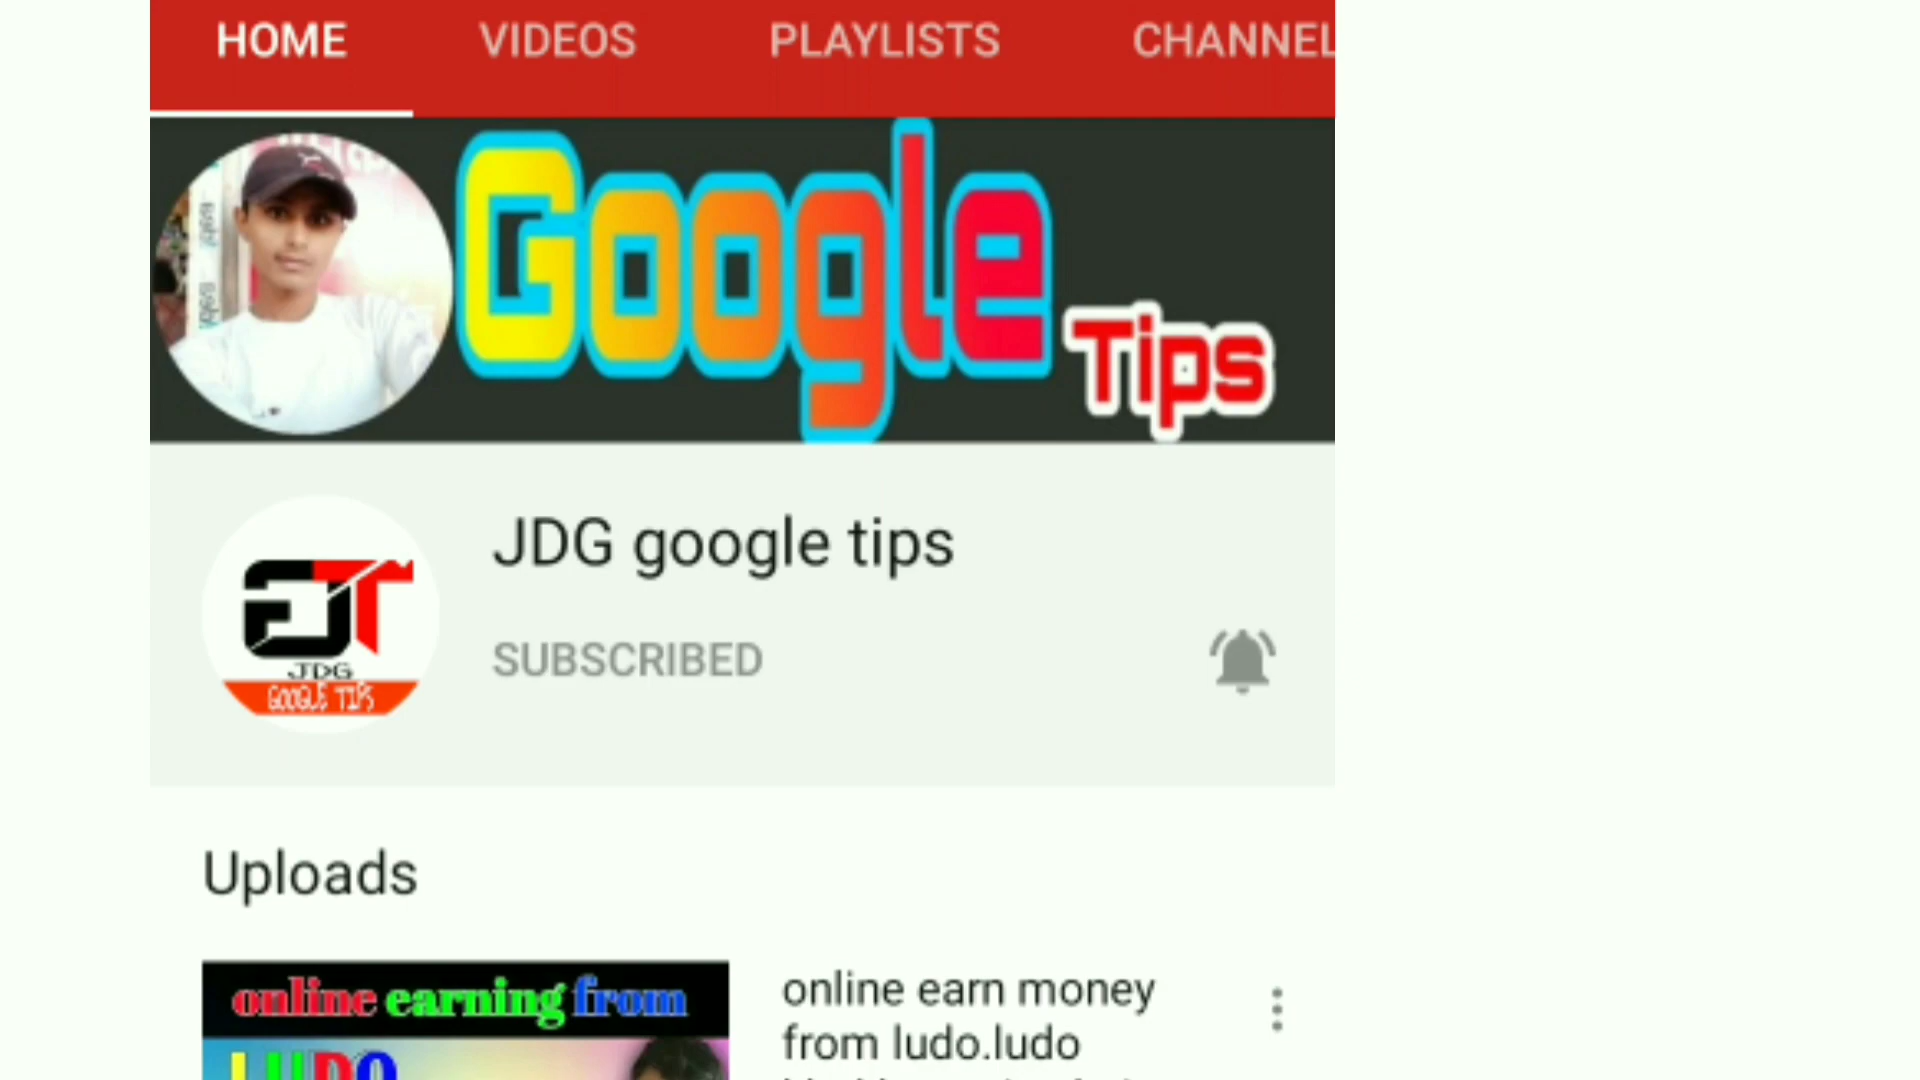 HOME VIDEOS PLAYLISTS CHANNEL
Google
Tips
JDG google tips
JDG
GOOGLE TIPS
SUBSCRIBED
Uploads
online earning from
LUDO
online earn money
from ludo.ludo